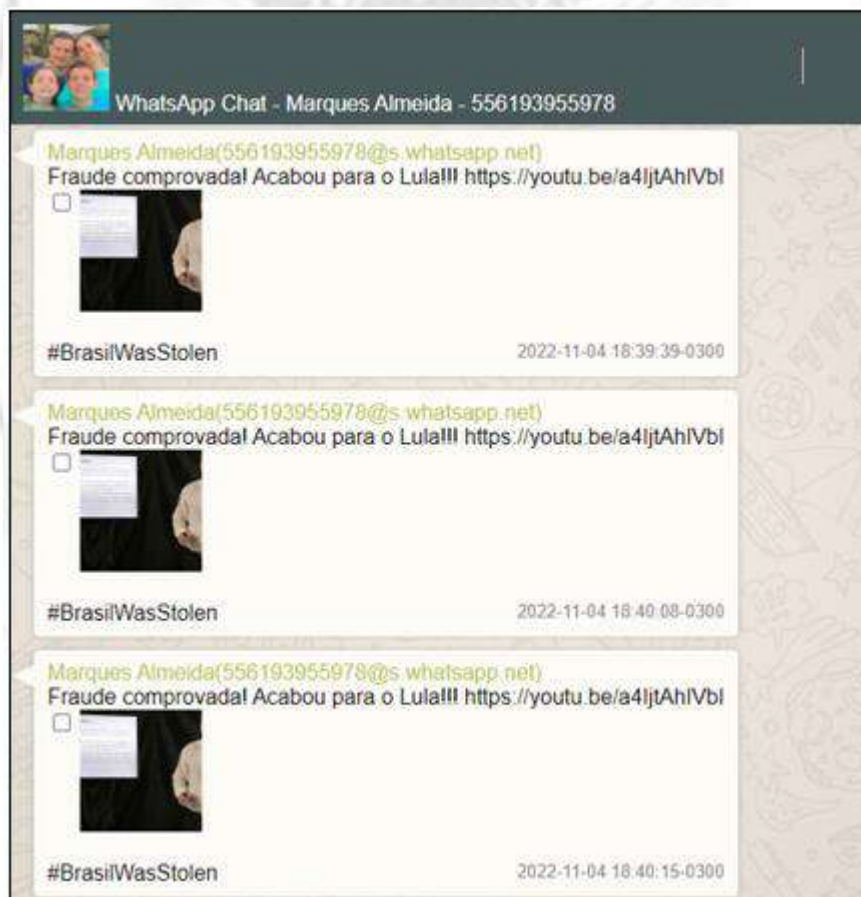 WhatsApp Chat - Marques Almeida - 556193955978
Marques Almeida(556193955978@s.whatsapp.net)
Fraude comprovada! Acabou para o Lula!!! https://youtu.be/a4IjtAhIVbI
#BrasilWasStolen
2022-11-04 18:39:39-0300
Marques Almeida(556193955978@s.whatsapp.net)
Fraude comprovada! Acabou para o Lula!!! https://youtu.be/a4IjtAhIVbI
#BrasilWasStolen
2022-11-04 18:40:08-0300
Marques Almeida(556193955978@s.whatsapp.net)
Fraude comprovada! Acabou para o Lula!!! https://youtu.be/a4IjtAhIVbI
#BrasilWasStolen
2022-11-04 18:40:15-0300